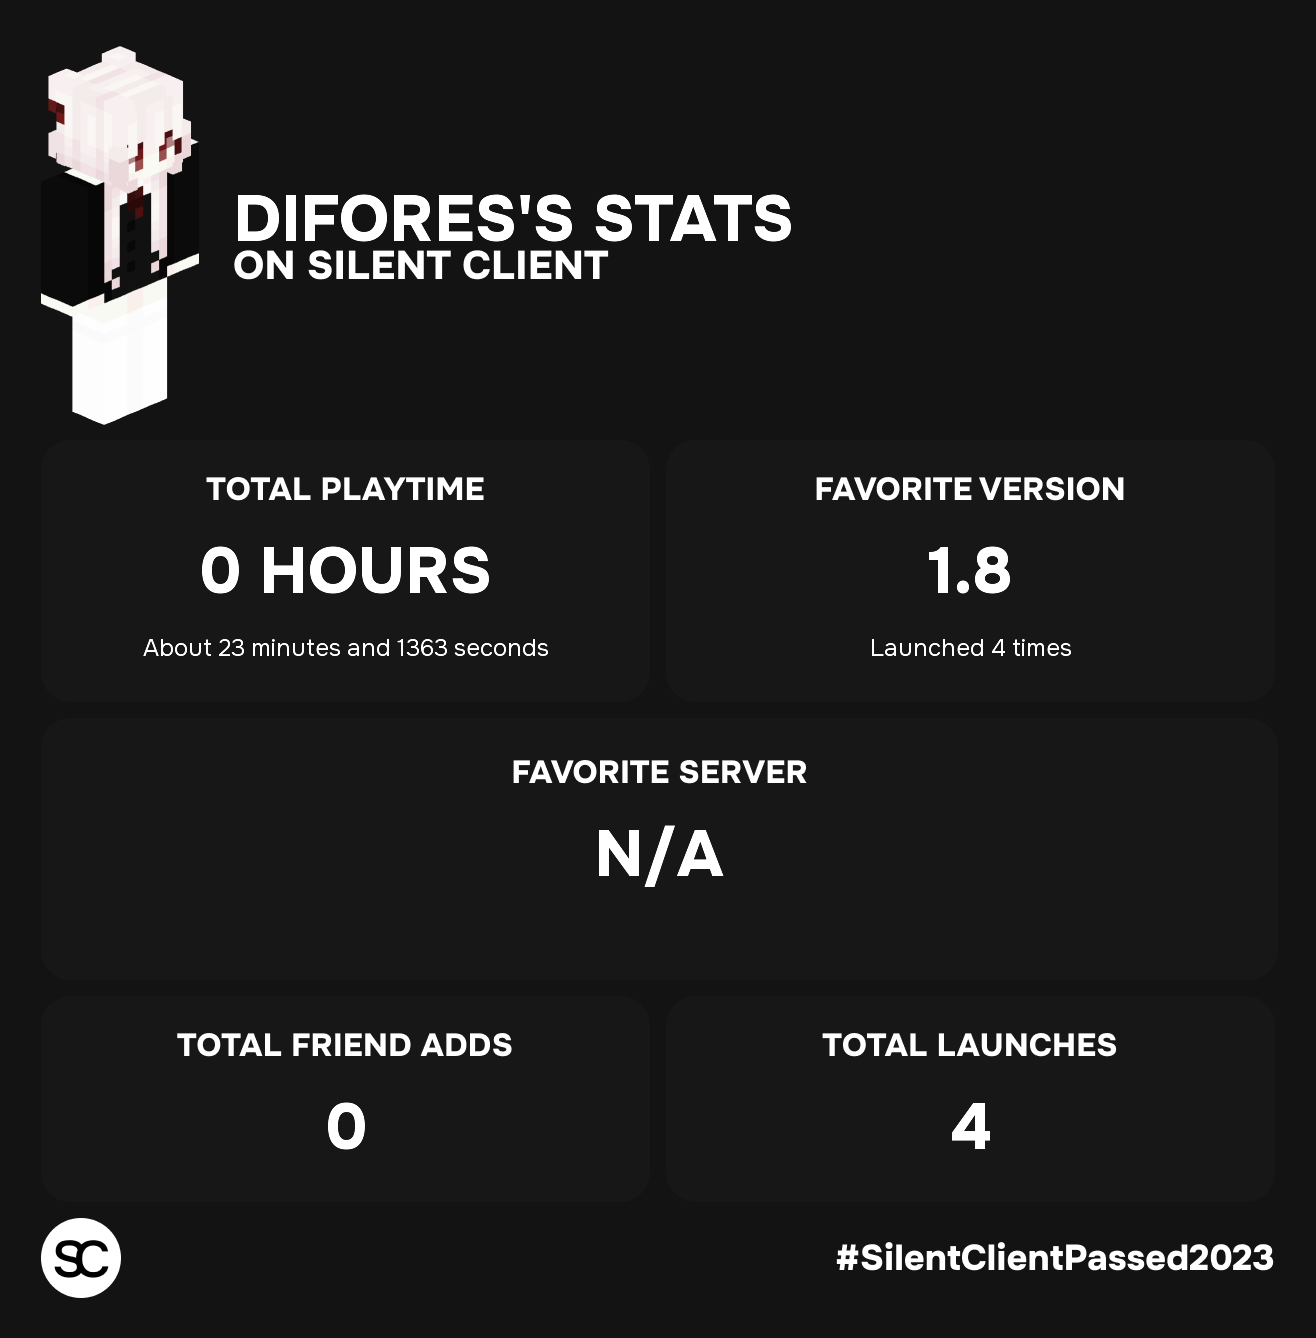 DIFORES'S STATS
ON SILENT CLIENT
TOTAL PLAYTIME
0 HOURS
About 23 minutes and 1363 seconds
FAVORITE VERSION
1.8
Launched 4 times
FAVORITE SERVER
N/A
TOTAL FRIEND ADDS
0
TOTAL LAUNCHES
4
SC
#SilentClientPassed2023